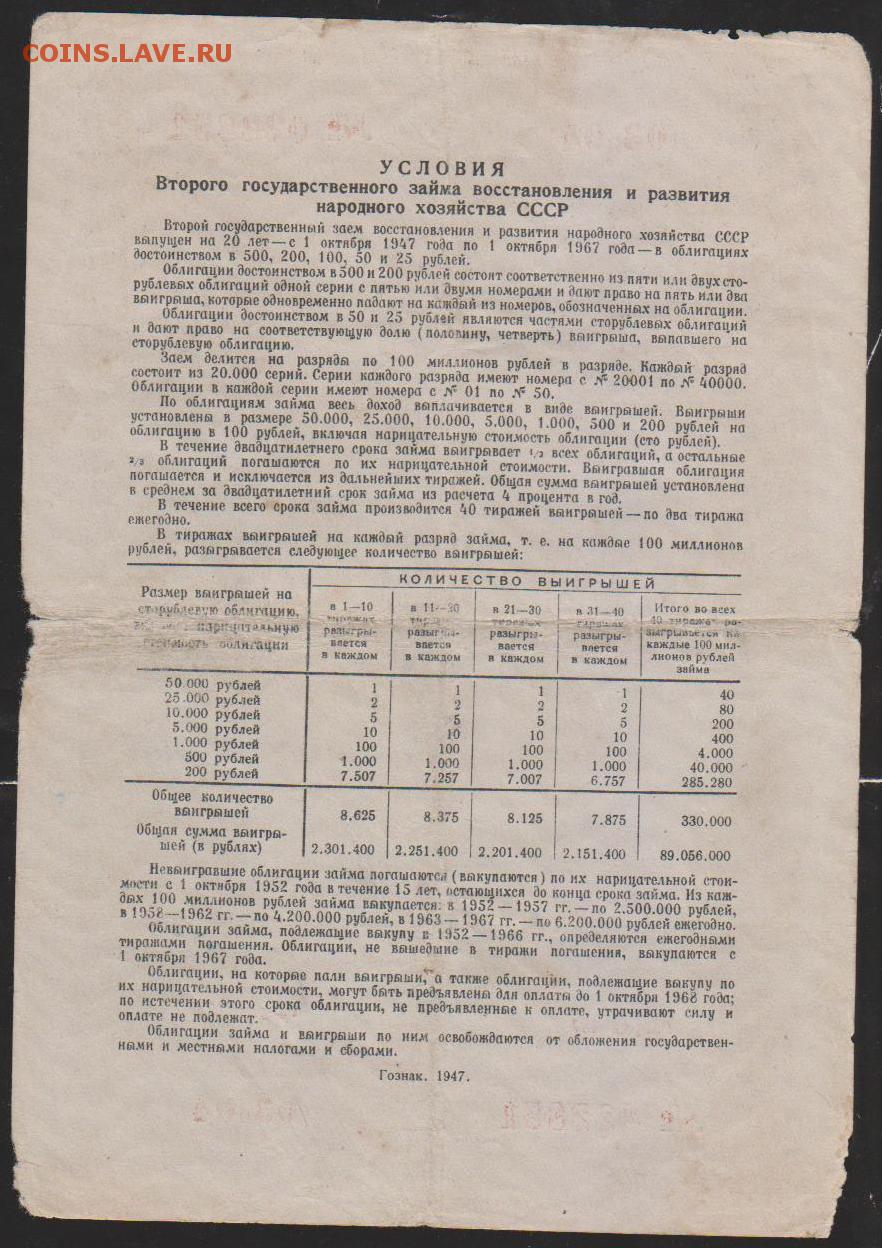 COINS.LAVE.RU
УСЛОВИЯ
Второго государственного займа восстановления и развития
народного хозяйства СССР
Второй государственный заем восстановления и развития народного хозяйства СССР
выпущен на 20 лет — с 1 октября 1947 года по 1 октября 1967 года — в облигациях
достоинством в 500, 200, 100, 50 и 25 рублей.
Облигации достоинством в 500 и 200 рублей состоят соответственно из пяти или двух сто-
рублевых облигаций одной серии с пятью или двумя номерами и дают право на пять или два
выигрыша, которые одновременно падают на каждый из номеров, обозначенных на облигации.
Облигации достоинством в 50 и 25 рублей являются частями сторублевых облигаций
и дают право на соответствующую долю (половину, четверть) выигрыша, выпавшего на
сторублевую облигацию.
Заем делится на разряды по 100 миллионов рублей в разряде. Каждый разряд
состоит из 20.000 серий. Серии каждого разряда имеют номера с № 20001 по № 40000.
Облигации в каждой серии имеют номера с № 01 по № 50.
По облигациям займа весь доход выплачивается в виде выигрышей. Выигрыши
установлены в размере 50.000, 25.000, 10.000, 5.000, 1.000, 500 и 200 рублей на
облигацию в 100 рублей, включая нарицательную стоимость облигации (сто рублей).
В течение двадцатилетнего срока займа выигрывает 1/3 всех облигаций, а остальные
2/3 облигаций погашаются по их нарицательной стоимости. Выигравшая облигация
погашается и исключается из дальнейших тиражей. Общая сумма выигрышей установлена
в среднем за двадцатилетний срок займа из расчета 4 процента в год.
В течение всего срока займа производится 40 тиражей выигрышей — по два тиража
ежегодно.
В тиражах выигрышей на каждый разряд займа, т. е. на каждые 100 миллионов
рублей, разыгрывается следующее количество выигрышей:
Размер выигрышей на
сторублевую облигацию,
нарицательную
стоимость облигации
КОЛИЧЕСТВО ВЫИГРЫШЕЙ
в 1—10
тиражах
разыгры-
вается
в каждом
в 11—20
разыгры-
вается
в каждом
в 21—30
тиражах
разыгры-
вается
в каждом
в 31—40
тиражах
разыгры-
вается
в каждом
Итого во всех
40 тиражах ра-
зыгрывается на
каждые 100 мил-
лионов рублей
займа
50.000 рублей 1 1 1 1 40
25.000 рублей 2 2 2 2 80
10.000 рублей 5 5 5 5 200
5.000 рублей 10 10 10 10 400
1.000 рублей 100 100 100 100 4.000
500 рублей 1.000 1.000 1.000 1.000 40.000
200 рублей 7.507 7.257 7.007 6.757 285.280
Общее количество
выигрышей 8.625 8.375 8.125 7.875 330.000
Общая сумма выигры-
шей (в рублях) 2.301.400 2.251.400 2.201.400 2.151.400 89.056.000
Невыигравшие облигации займа погашаются (выкупаются) по их нарицательной стои-
мости с 1 октября 1952 года в течение 15 лет, остающихся до конца срока займа. Из каж-
дых 100 миллионов рублей займа выкупается: в 1952 — 1957 гг. — по 2.500.000 рублей,
в 1958 — 1962 гг. — по 4.200.000 рублей, в 1963 — 1967 гг. — по 6.200.000 рублей ежегодно.
Облигации займа, подлежащие выкупу в 1952 — 1966 гг., определяются ежегодными
тиражами погашения. Облигации, не вышедшие в тиражи погашения, выкупаются с
1 октября 1967 года.
Облигации, на которые пали выигрыши, а также облигации, подлежащие выкупу по
их нарицательной стоимости, могут быть предъявлены для оплаты до 1 октября 1968 года;
по истечении этого срока облигации, не предъявленные к оплате, утрачивают силу и
оплате не подлежат.
Облигации займа и выигрыши по ним освобождаются от обложения государствен-
ными и местными налогами и сборами.
Гознак. 1947.